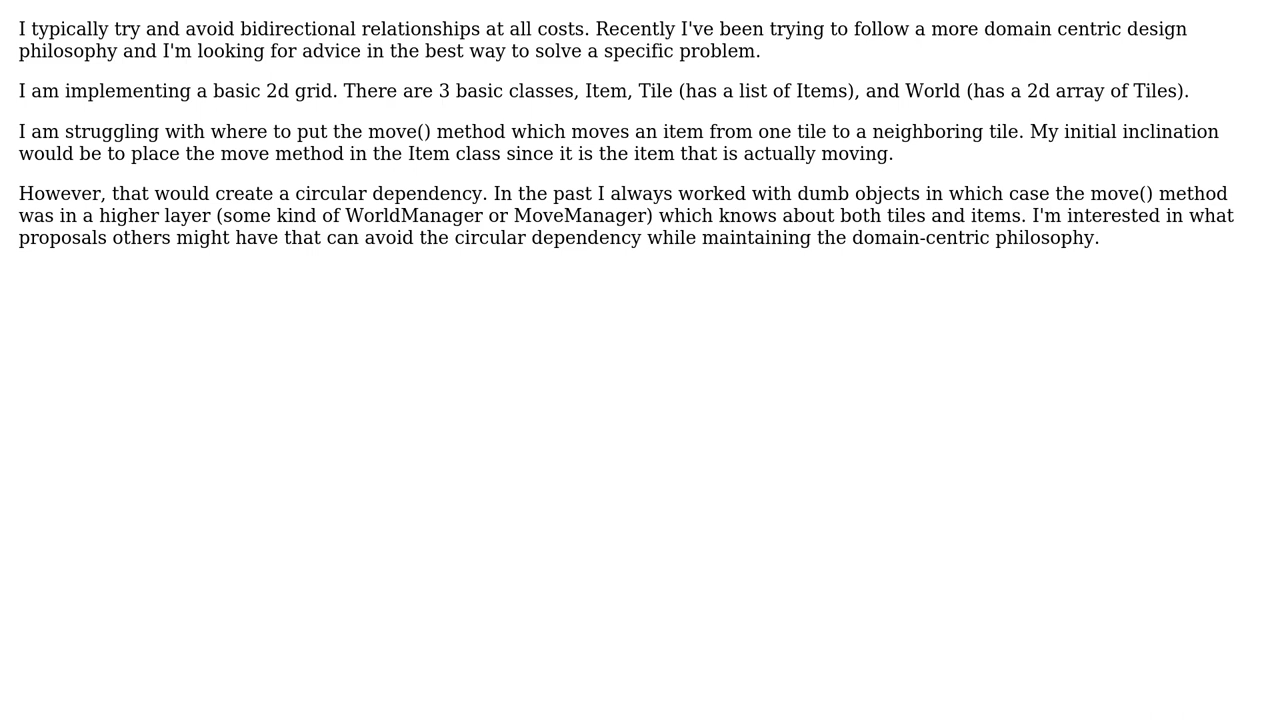 I typically try and avoid bidirectional relationships at all costs. Recently I've been trying to follow a more domain centric design
philosophy and I'm looking for advice in the best way to solve a specific problem.
I am implementing a basic 2d grid. There are 3 basic classes, Item, Tile (has a list of Items), and World (has a 2d array of Tiles).
I am struggling with where to put the move() method which moves an item from one tile to a neighboring tile. My initial inclination
would be to place the move method in the Item class since it is the item that is actually moving.
However, that would create a circular dependency. In the past I always worked with dumb objects in which case the move() method
was in a higher layer (some kind of WorldManager or MoveManager) which knows about both tiles and items. I'm interested in what
proposals others might have that can avoid the circular dependency while maintaining the domain-centric philosophy.